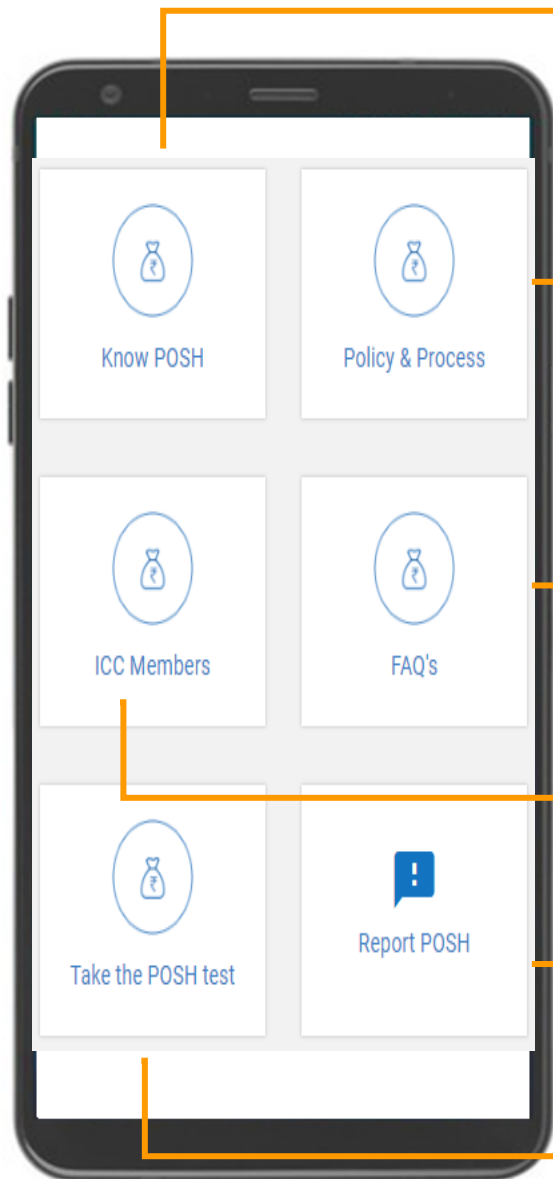 Know POSH
Policy & Process
ICC Members
FAQ's
Take the POSH test
Report POSH